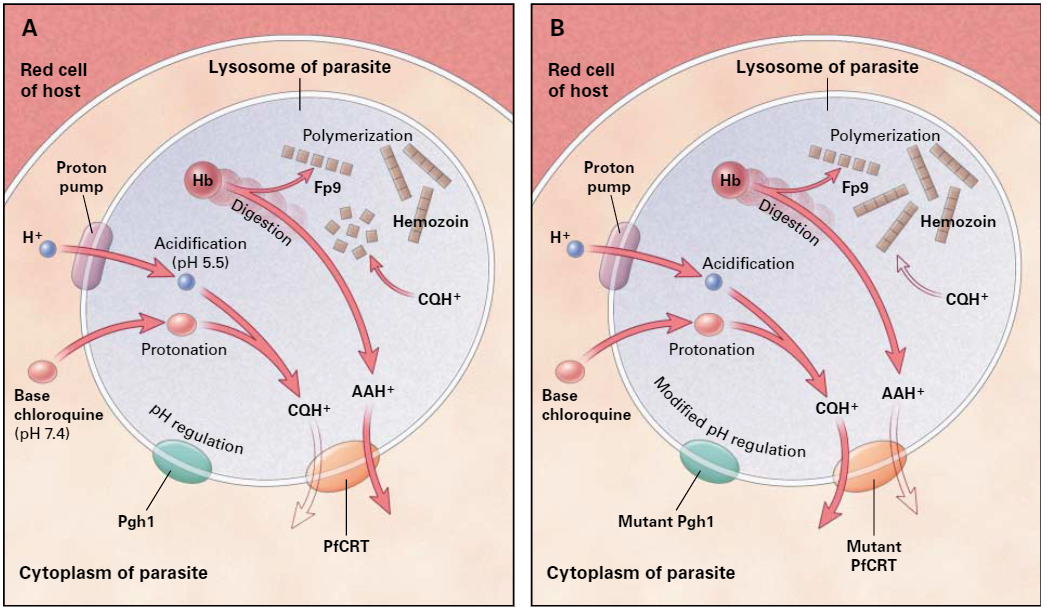 A
Red cell
of host
Lysosome of parasite
Polymerization
Proton
pump
Hb
Fp9
Digestion
Hemozoin
H+
Acidification
(pH 5.5)
CQH+
Protonation
Base
chloroquine
(pH 7.4)
AAH+
CQH+
pH regulation
Pgh1
PfCRT
Cytoplasm of parasite
B
Red cell
of host
Lysosome of parasite
Polymerization
Proton
pump
Hb
Fp9
Digestion
Hemozoin
H+
Acidification
CQH+
Protonation
Base
chloroquine
AAH+
CQH+
Modified pH regulation
Mutant Pgh1
Mutant
PfCRT
Cytoplasm of parasite